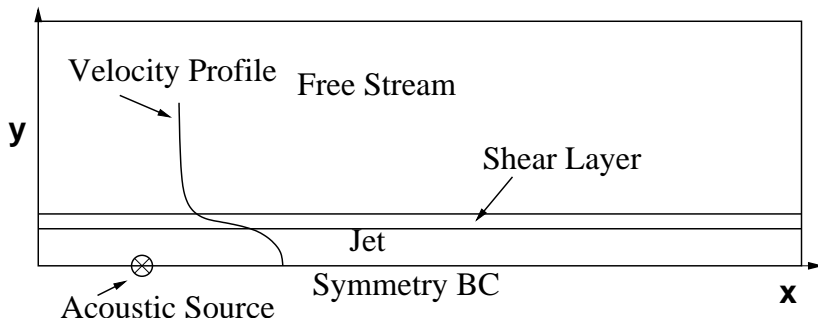 Velocity Profile
Free Stream
y
Shear Layer
Jet
Symmetry BC
x
Acoustic Source